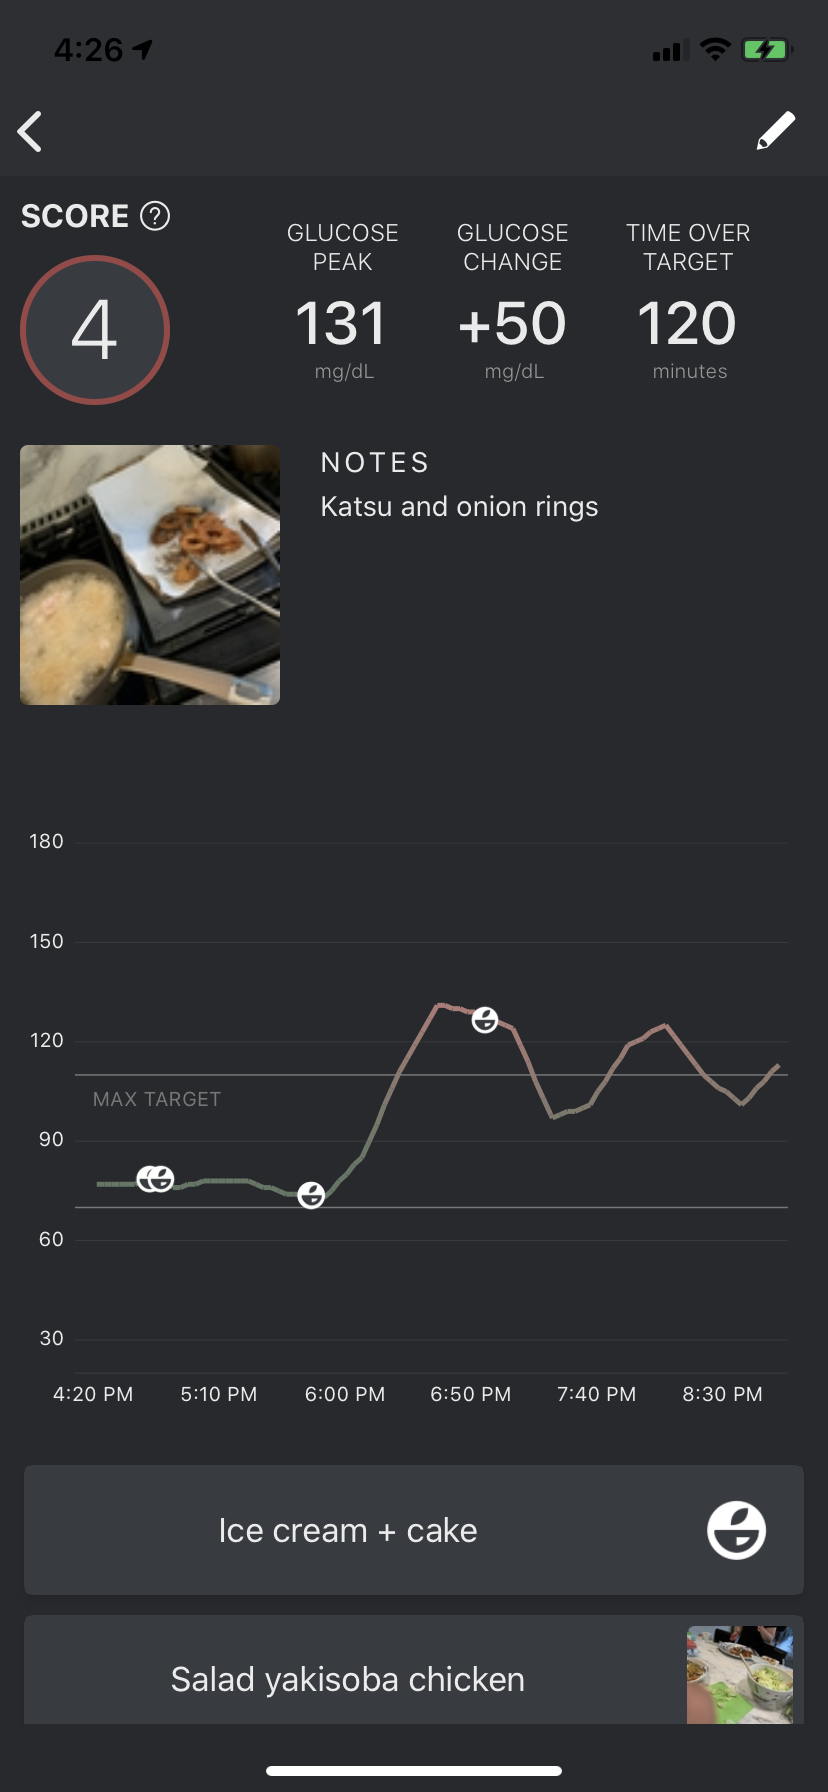 4:26
SCORE ?
GLUCOSE PEAK
131
mg/dL
GLUCOSE CHANGE
+50
mg/dL
TIME OVER TARGET
120
minutes
4
NOTES
Katsu and onion rings
180
150
120
MAX TARGET
90
60
30
4:20 PM 5:10 PM 6:00 PM 6:50 PM 7:40 PM 8:30 PM
Ice cream + cake
Salad yakisoba chicken